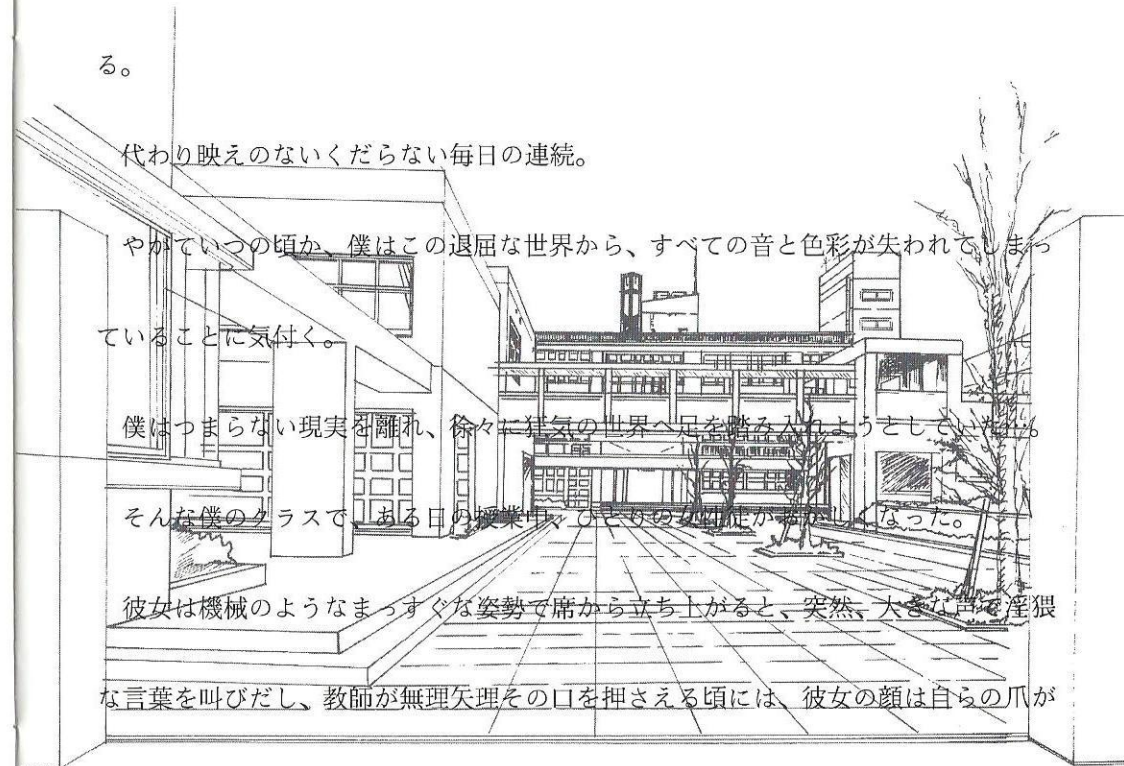 る。
代わり映えのないくだらない毎日の連続。
やがていつの頃か、僕はこの退屈な世界から、すべての音と色彩が失われてしまっ
ていることに気付く。
僕はつまらない現実を離れ、徐々に狂気の世界へ足を踏み入れようとしていた…。
そんな僕のクラスで、ある日の授業中、ひとりの女生徒がおかしくなった。
彼女は機械のようなまっすぐな姿勢で席から立ち上がると、突然、大きな声で淫猥
な言葉を叫びだし、教師が無理矢理その口を押さえる頃には、彼女の顔は自らの爪が